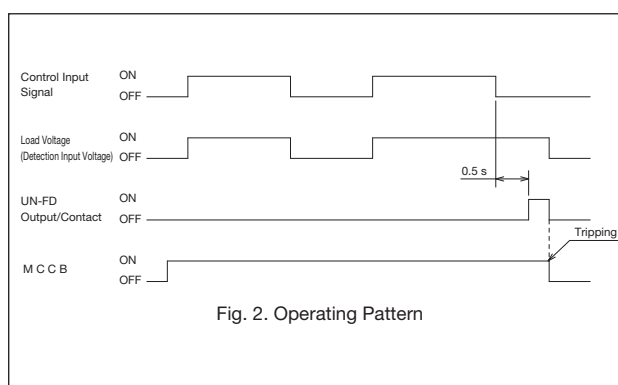 Control Input ON
Signal OFF
Load Voltage ON
(Detection Input Voltage) OFF
0.5 s
UN-FD ON
Output/Contact OFF
Tripping
M C C B ON
OFF
Fig. 2. Operating Pattern